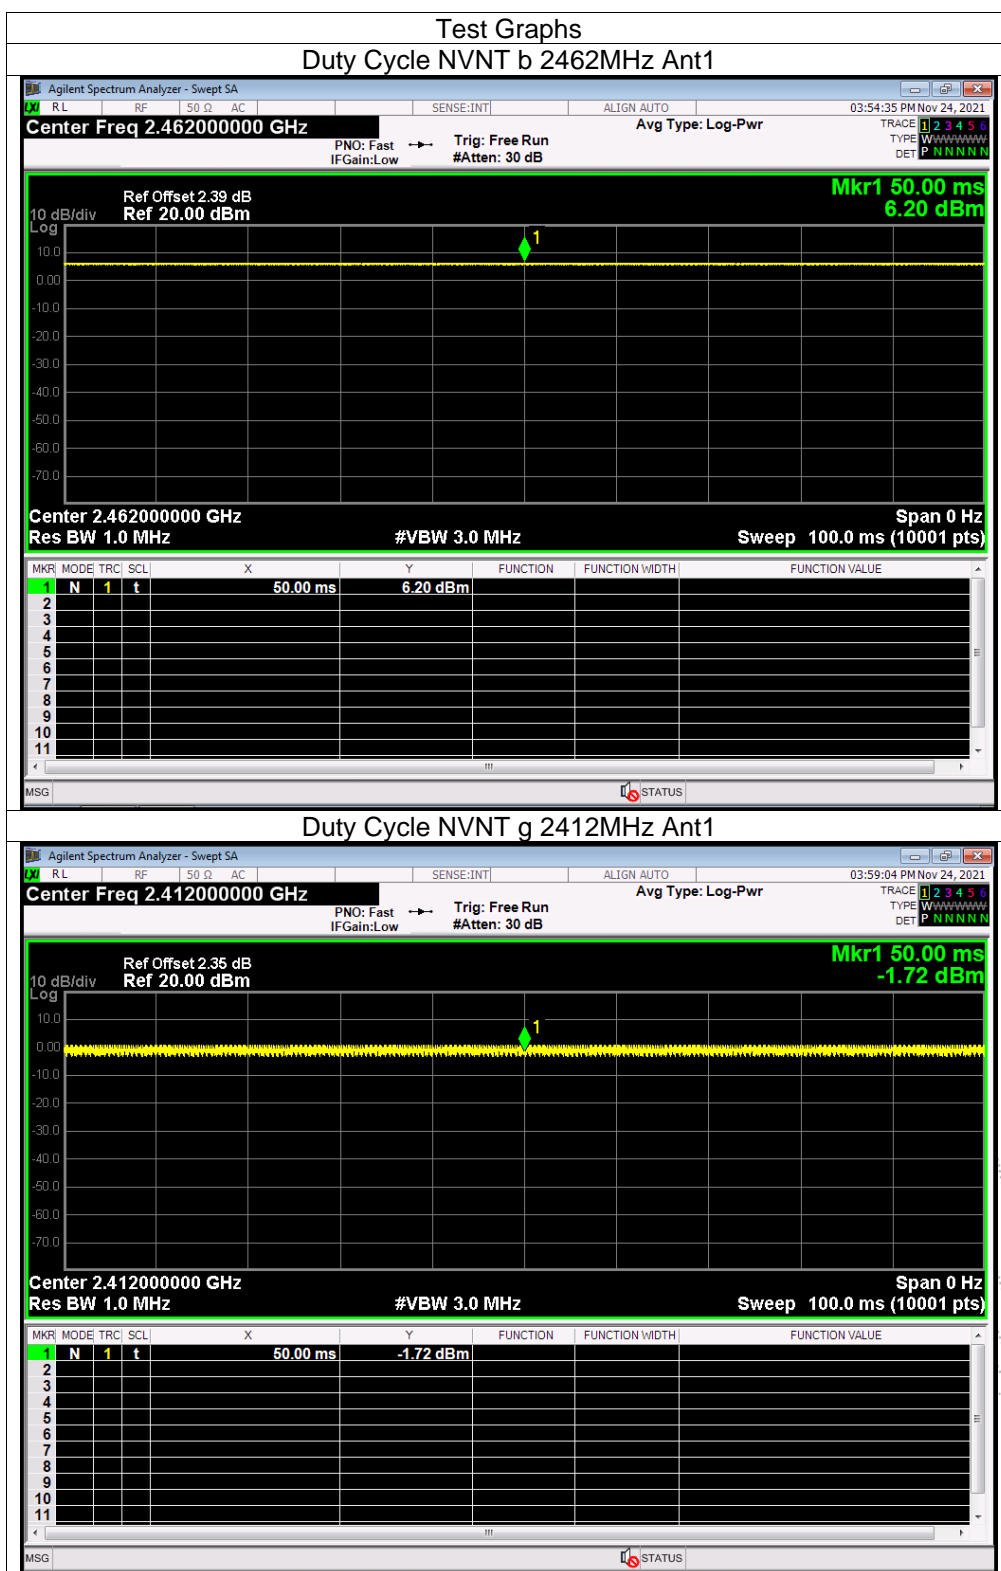 Test Graphs
Duty Cycle NVNT b 2462MHz Ant1
Agilent Spectrum Analyzer - Swept SA
LXI RL RF 50 Ω AC SENSE:INT ALIGN AUTO 03:54:35 PM Nov 24, 2021
Center Freq 2.462000000 GHz Avg Type: Log-Pwr TRACE 1 2 3 4 5 6
PNO: Fast Trig: Free Run TYPE WWWWWW
IFGain:Low #Atten: 30 dB DET P N N N N N
Mkr1 50.00 ms
Ref Offset 2.39 dB
10 dB/div Ref 20.00 dBm 6.20 dBm
Log
1
10.0
0.00
-10.0
-20.0
-30.0
-40.0
-50.0
-60.0
-70.0
Center 2.462000000 GHz Span 0 Hz
Res BW 1.0 MHz #VBW 3.0 MHz Sweep 100.0 ms (10001 pts)
MKR MODE TRC SCL X Y FUNCTION FUNCTION WIDTH FUNCTION VALUE
1 N 1 t 50.00 ms 6.20 dBm
2
3
4
5
6
7
8
9
10
11
MSG STATUS
Duty Cycle NVNT g 2412MHz Ant1
Agilent Spectrum Analyzer - Swept SA
LXI RL RF 50 Ω AC SENSE:INT ALIGN AUTO 03:59:04 PM Nov 24, 2021
Center Freq 2.412000000 GHz Avg Type: Log-Pwr TRACE 1 2 3 4 5 6
PNO: Fast Trig: Free Run TYPE WWWWWW
IFGain:Low #Atten: 30 dB DET P N N N N N
Mkr1 50.00 ms
Ref Offset 2.35 dB
10 dB/div Ref 20.00 dBm -1.72 dBm
Log
10.0
1
0.00
-10.0
-20.0
-30.0
-40.0
-50.0
-60.0
-70.0
Center 2.412000000 GHz Span 0 Hz
Res BW 1.0 MHz #VBW 3.0 MHz Sweep 100.0 ms (10001 pts)
MKR MODE TRC SCL X Y FUNCTION FUNCTION WIDTH FUNCTION VALUE
1 N 1 t 50.00 ms -1.72 dBm
2
3
4
5
6
7
8
9
10
11
MSG STATUS